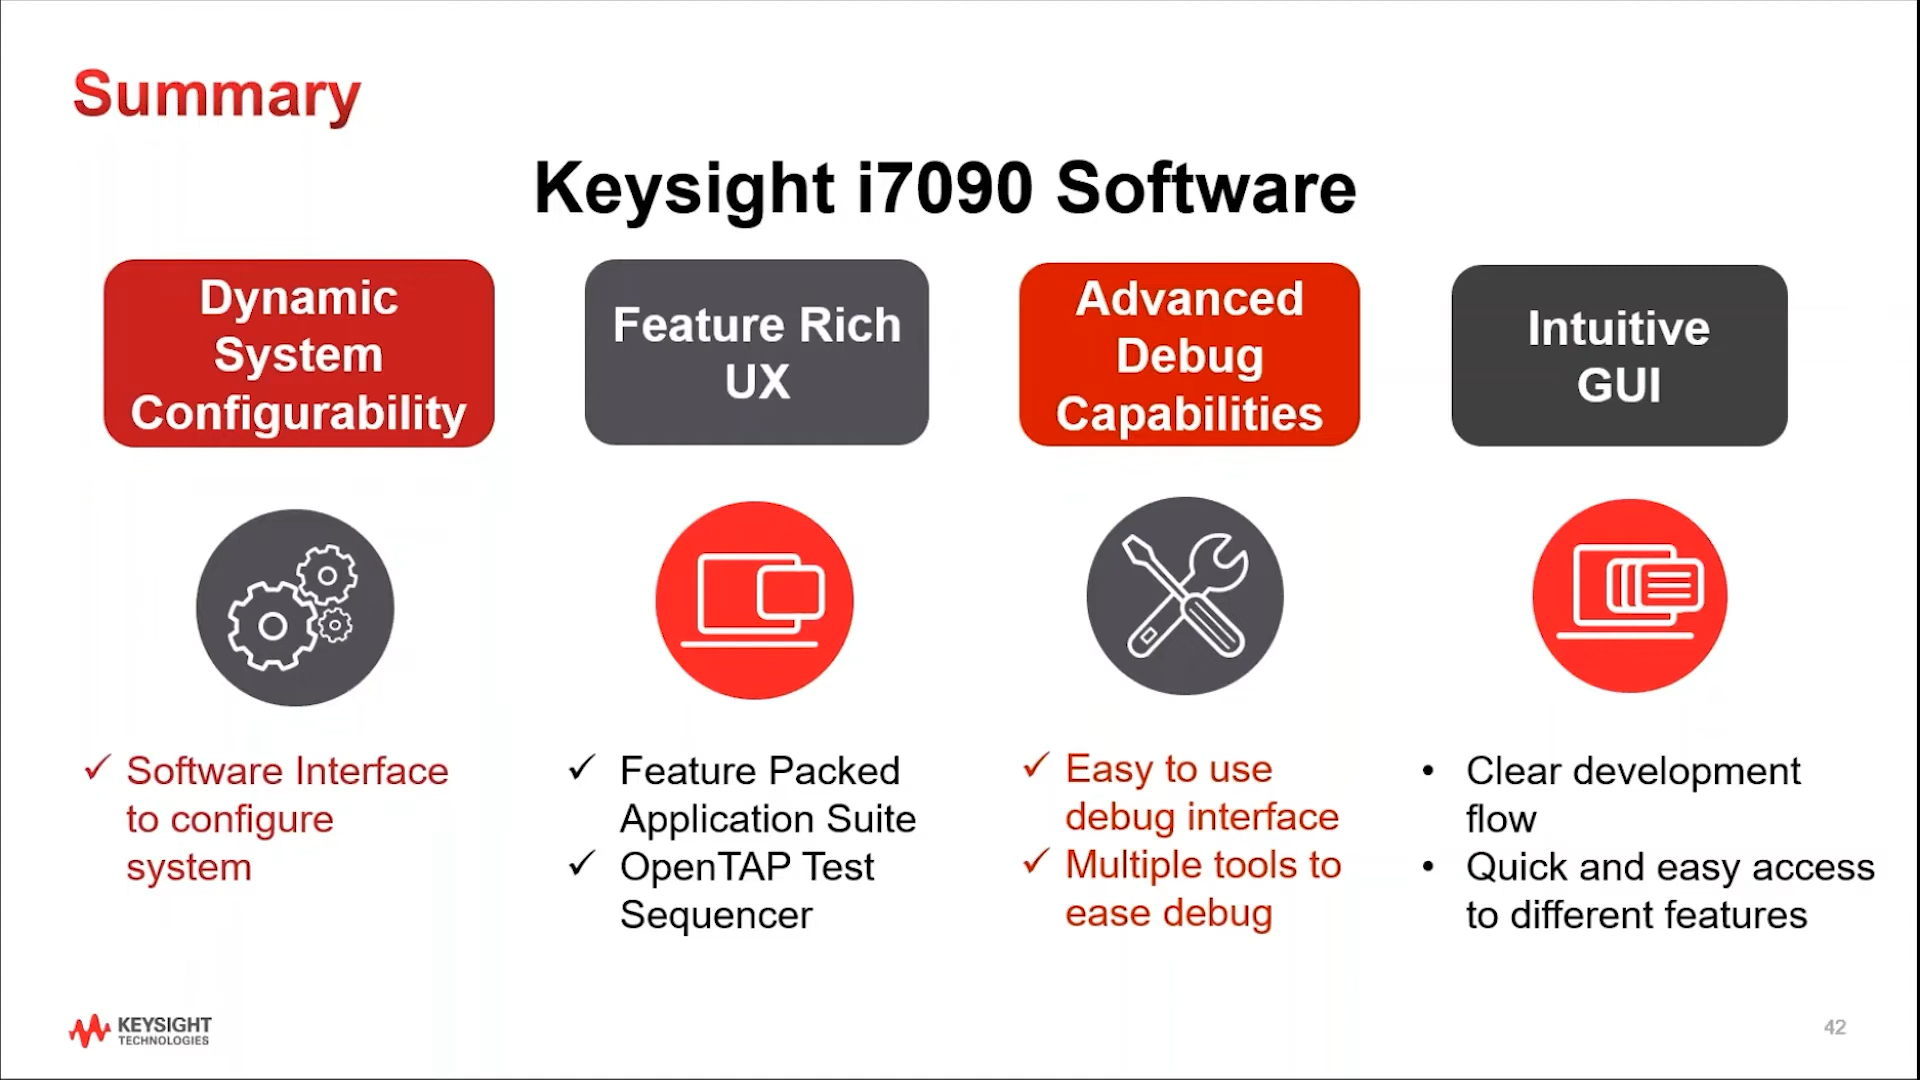 Summary
Keysight i7090 Software
Dynamic
System
Configurability
Feature Rich
UX
Advanced
Debug
Capabilities
Intuitive
GUI
✓ Software Interface
to configure
system
✓ Feature Packed
Application Suite
✓ OpenTAP Test
Sequencer
✓ Easy to use
debug interface
✓ Multiple tools to
ease debug
• Clear development
flow
• Quick and easy access
to different features
KEYSIGHT
TECHNOLOGIES
42